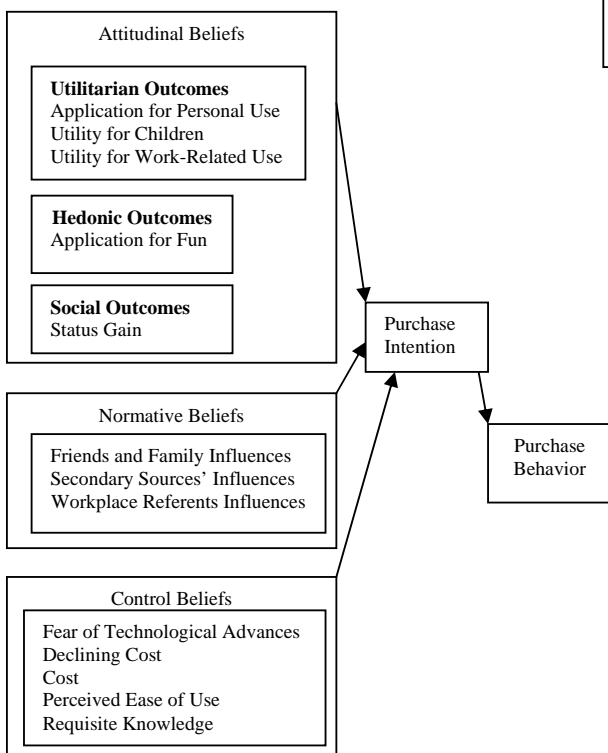 Attitudinal Beliefs
Utilitarian Outcomes
Application for Personal Use
Utility for Children
Utility for Work-Related Use
Hedonic Outcomes
Application for Fun
Social Outcomes
Status Gain
Purchase
Intention
Normative Beliefs
Friends and Family Influences
Secondary Sources’ Influences
Workplace Referents Influences
Purchase
Behavior
Control Beliefs
Fear of Technological Advances
Declining Cost
Cost
Perceived Ease of Use
Requisite Knowledge